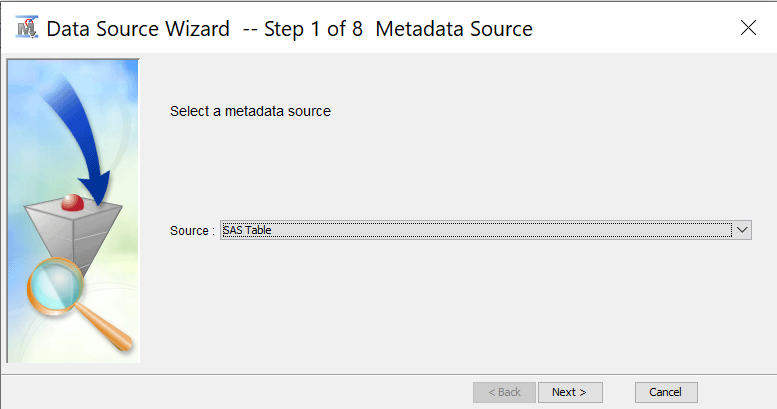 Data Source Wizard -- Step 1 of 8 Metadata Source
Select a metadata source
Source : SAS Table
< Back Next > Cancel